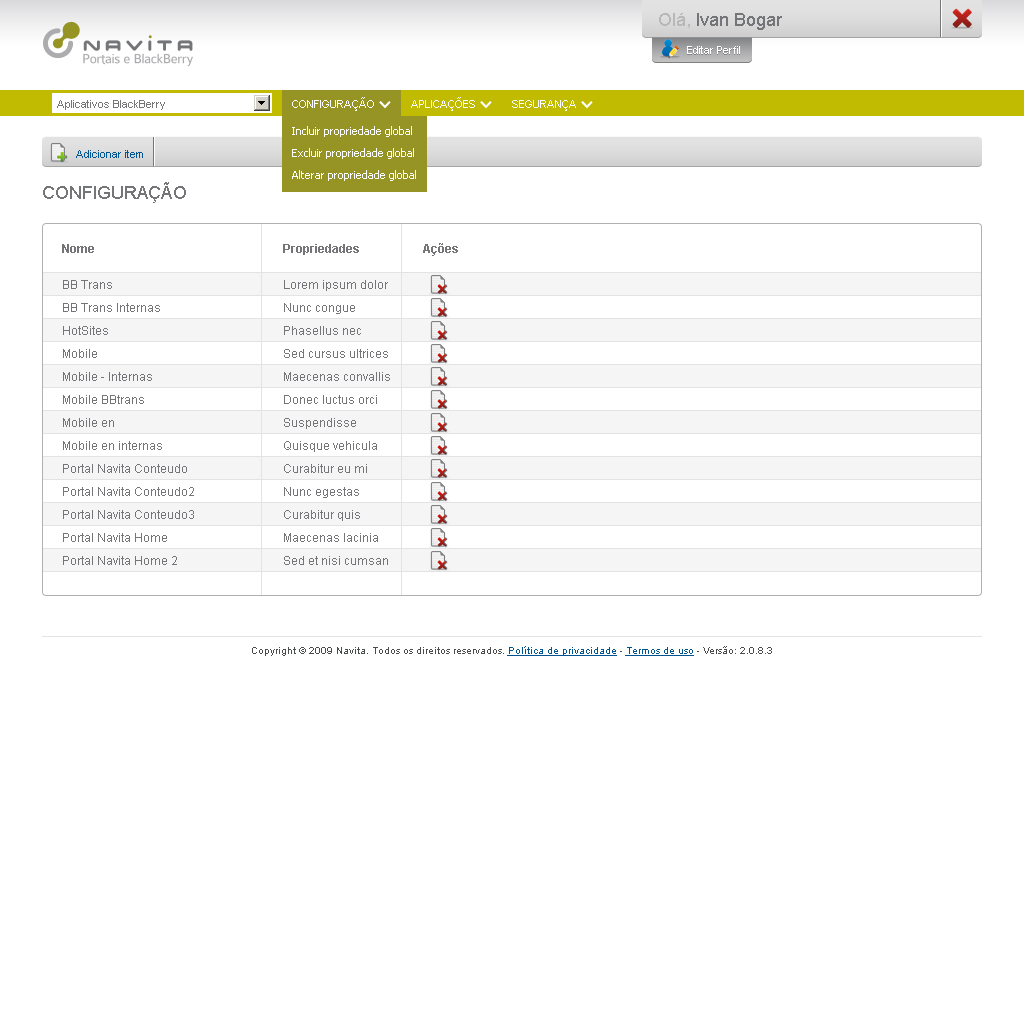 Olá, Ivan Bogar
NAVITA
Portais e BlackBerry
Editar Perfil
Aplicativos BlackBerry CONFIGURAÇÃO APLICAÇÕES SEGURANÇA
Incluir propriedade global
Excluir propriedade global
Alterar propriedade global
Adicionar item
CONFIGURAÇÃO
Nome Propriedades Ações
BB Trans Lorem ipsum dolor
BB Trans Internas Nunc congue
HotSites Phasellus nec
Mobile Sed cursus ultrices
Mobile - Internas Maecenas convallis
Mobile BBtrans Donec luctus orci
Mobile en Suspendisse
Mobile en internas Quisque vehicula
Portal Navita Conteudo Curabitur eu mi
Portal Navita Conteudo2 Nunc egestas
Portal Navita Conteudo3 Curabitur quis
Portal Navita Home Maecenas lacinia
Portal Navita Home 2 Sed et nisi cumsan
Copyright © 2009 Navita. Todos os direitos reservados. Política de privacidade - Termos de uso - Versão: 2.0.8.3